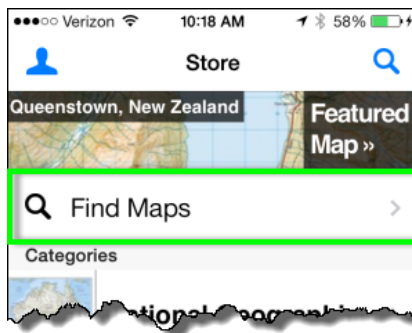 Verizon 10:18 AM 58%
Store
Queenstown, New Zealand
Featured
Map »
Find Maps
Categories